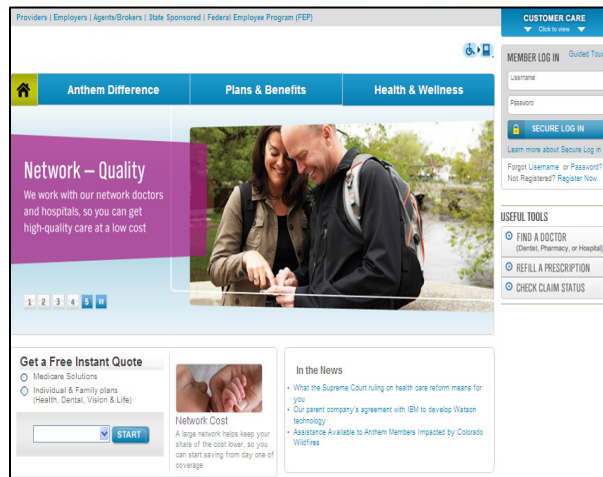 Providers | Employers | Agents/Brokers | State Sponsored | Federal Employee Program (FEP)
CUSTOMER CARE
Click to view
MEMBER LOG IN Guided Tour
Username
Password
SECURE LOG IN
Learn more about Secure Log in
Forgot Username or Password?
Not Registered? Register Now
Anthem Difference
Plans & Benefits
Health & Wellness
Network – Quality
We work with our network doctors
and hospitals, so you can get
high-quality care at a low cost
1 2 3 4 5
USEFUL TOOLS
FIND A DOCTOR
(Dentist, Pharmacy, or Hospital)
REFILL A PRESCRIPTION
CHECK CLAIM STATUS
Get a Free Instant Quote
Medicare Solutions
Individual & Family plans
(Health, Dental, Vision & Life)
START
Network Cost
A large network helps keep your
share of the cost lower, so you
can start saving from day one of
coverage
In the News
What the Supreme Court ruling on health care reform means for
you
Our parent company's agreement with IBM to develop Watson
technology
Assistance Available to Anthem Members Impacted by Colorado
Wildfires